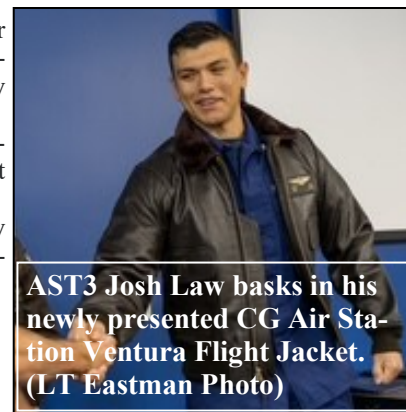 r
-
y
-
t
y
-
AST3 Josh Law basks in his
newly presented CG Air Sta-
tion Ventura Flight Jacket.
(LT Eastman Photo)